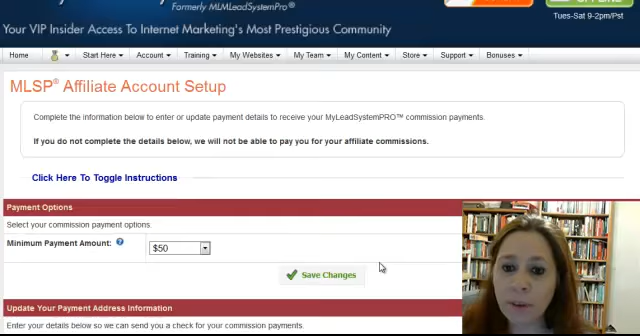 Formerly MLMLeadSystemPro®
Your VIP Insider Access To Internet Marketing's Most Prestigious Community
Tues-Sat 9-2pm/Pst
Home Start Here Account Training My Websites My Team My Content Store Support Bonuses
MLSP® Affiliate Account Setup
Complete the information below to enter or update payment details to receive your MyLeadSystemPRO™ commission payments.
If you do not complete the details below, we will not be able to pay you for your affiliate commissions.
Click Here To Toggle Instructions
Payment Options
Select your commission payment options.
Minimum Payment Amount: ? $50
Save Changes
Update Your Payment Address Information
Enter your details below so we can send you a check for your commission payments.